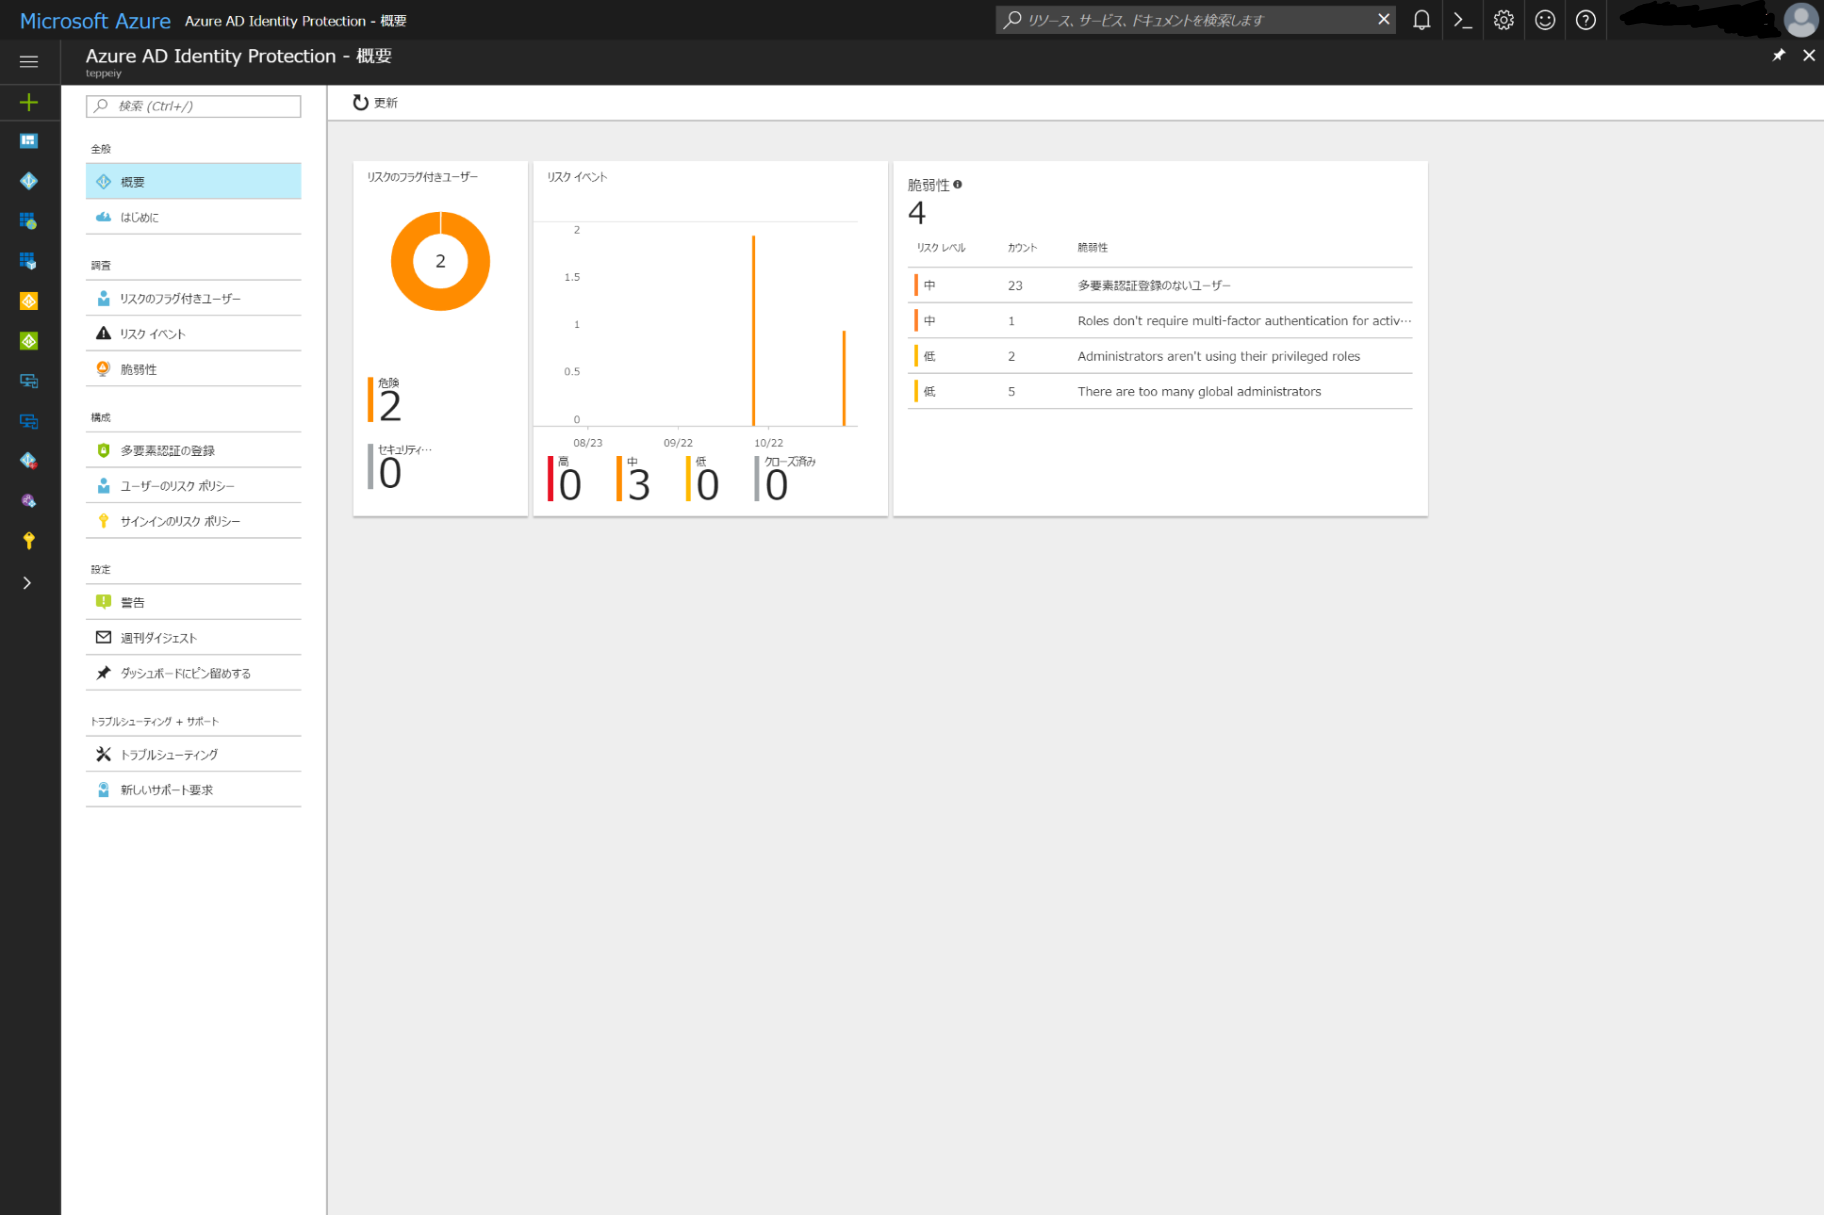 Microsoft Azure Azure AD Identity Protection - 概要
リソース、サービス、ドキュメントを検索します
Azure AD Identity Protection - 概要
teppeiy
検索 (Ctrl+/)
全般
概要
はじめに
調査
リスクのフラグ付きユーザー
リスク イベント
脆弱性
構成
多要素認証の登録
ユーザーのリスク ポリシー
サインインのリスク ポリシー
設定
警告
週刊ダイジェスト
ダッシュボードにピン留めする
トラブルシューティング + サポート
トラブルシューティング
新しいサポート要求
更新
リスクのフラグ付きユーザー
2
危険
2
セキュリティ…
0
リスク イベント
2
1.5
1
0.5
0
08/23 09/22 10/22
高 中 低 クローズ済み
0 3 0 0
脆弱性
4
リスク レベル カウント 脆弱性
中 23 多要素認証登録のないユーザー
中 1 Roles don't require multi-factor authentication for activ…
低 2 Administrators aren't using their privileged roles
低 5 There are too many global administrators